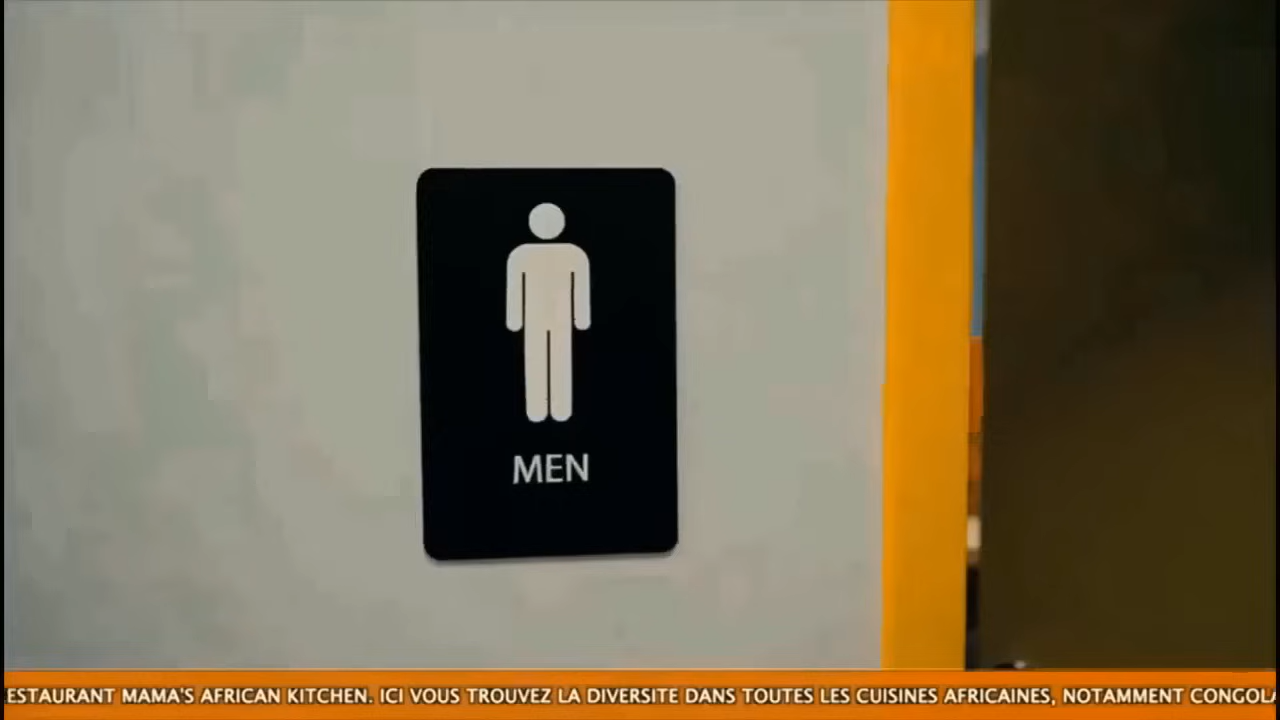 MEN
ESTAURANT MAMA'S AFRICAN KITCHEN. ICI VOUS TROUVEZ LA DIVERSITE DANS TOUTES LES CUISINES AFRICAINES, NOTAMMENT CONGOLA